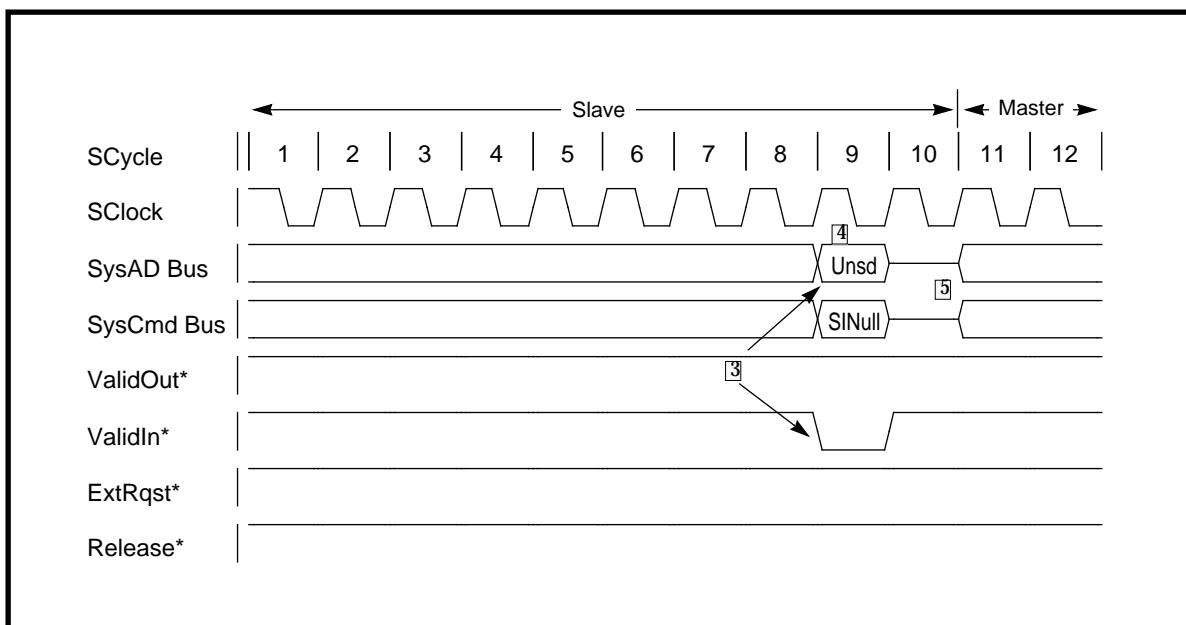 Slave Master
SCycle 1 2 3 4 5 6 7 8 9 10 11 12
SClock
4
SysAD Bus Unsd
5
SysCmd Bus SINull
ValidOut* 3
ValidIn*
ExtRqst*
Release*